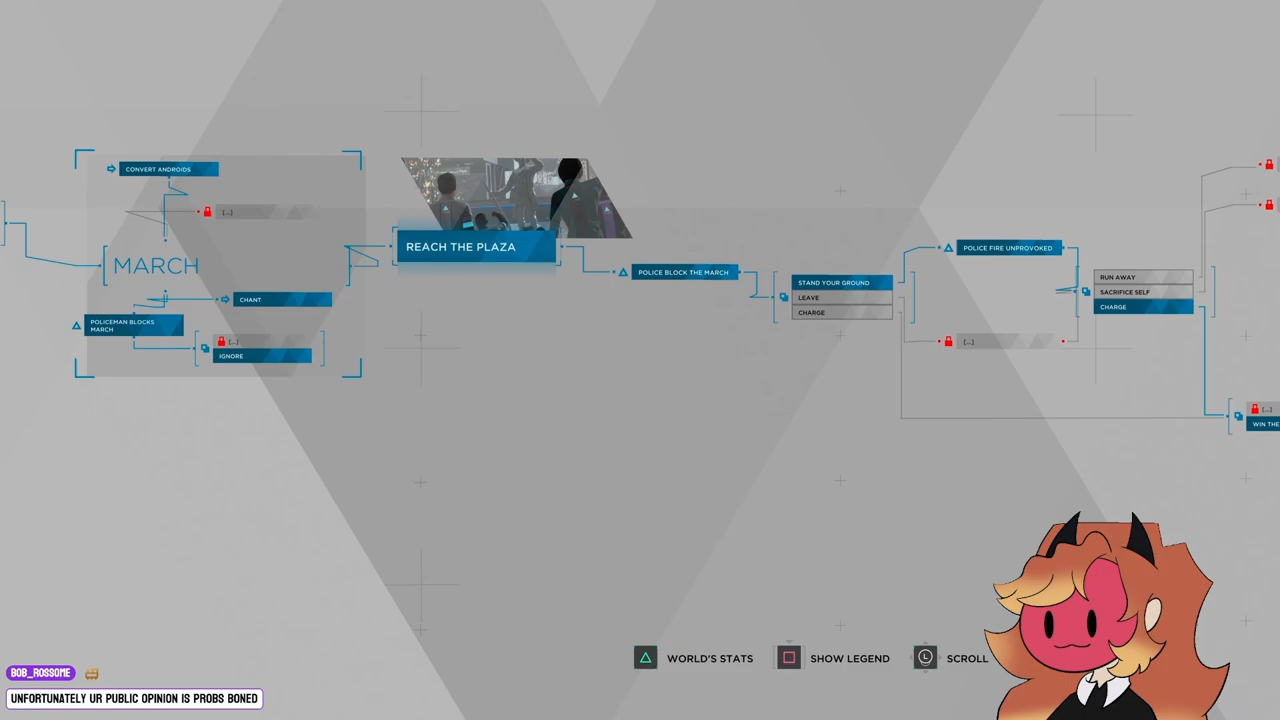 CONVERT ANDROIDS
[...]
MARCH
CHANT
POLICEMAN BLOCKS
MARCH
[...]
IGNORE
REACH THE PLAZA
POLICE BLOCK THE MARCH
STAND YOUR GROUND
LEAVE
CHARGE
POLICE FIRE UNPROVOKED
[...]
RUN AWAY
SACRIFICE SELF
CHARGE
[...]
WIN THE
WORLD'S STATS
SHOW LEGEND
L
SCROLL
BOB_ROSSOME
UNFORTUNATELY UR PUBLIC OPINION IS PROBS BONED